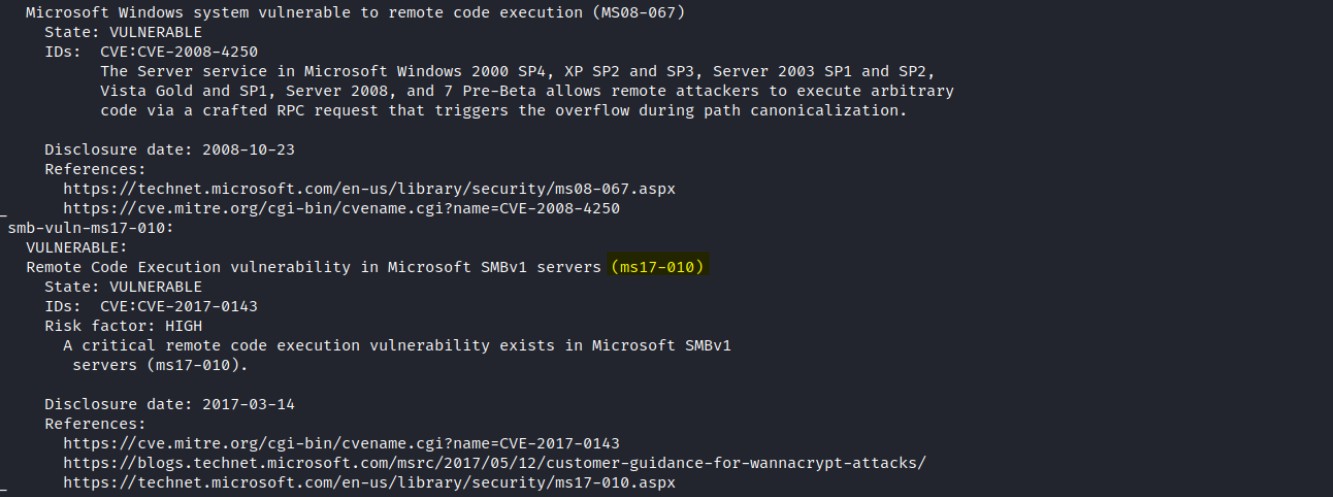 Microsoft Windows system vulnerable to remote code execution (MS08-067)
State: VULNERABLE
IDs:  CVE:CVE-2008-4250
The Server service in Microsoft Windows 2000 SP4, XP SP2 and SP3, Server 2003 SP1 and SP2,
Vista Gold and SP1, Server 2008, and 7 Pre-Beta allows remote attackers to execute arbitrary
code via a crafted RPC request that triggers the overflow during path canonicalization.
Disclosure date: 2008-10-23
References:
https://technet.microsoft.com/en-us/library/security/ms08-067.aspx
_ https://cve.mitre.org/cgi-bin/cvename.cgi?name=CVE-2008-4250
smb-vuln-ms17-010:
VULNERABLE:
Remote Code Execution vulnerability in Microsoft SMBv1 servers (ms17-010)
State: VULNERABLE
IDs:  CVE:CVE-2017-0143
Risk factor: HIGH
A critical remote code execution vulnerability exists in Microsoft SMBv1
servers (ms17-010).
Disclosure date: 2017-03-14
References:
https://cve.mitre.org/cgi-bin/cvename.cgi?name=CVE-2017-0143
https://blogs.technet.microsoft.com/msrc/2017/05/12/customer-guidance-for-wannacrypt-attacks/
_ https://technet.microsoft.com/en-us/library/security/ms17-010.aspx